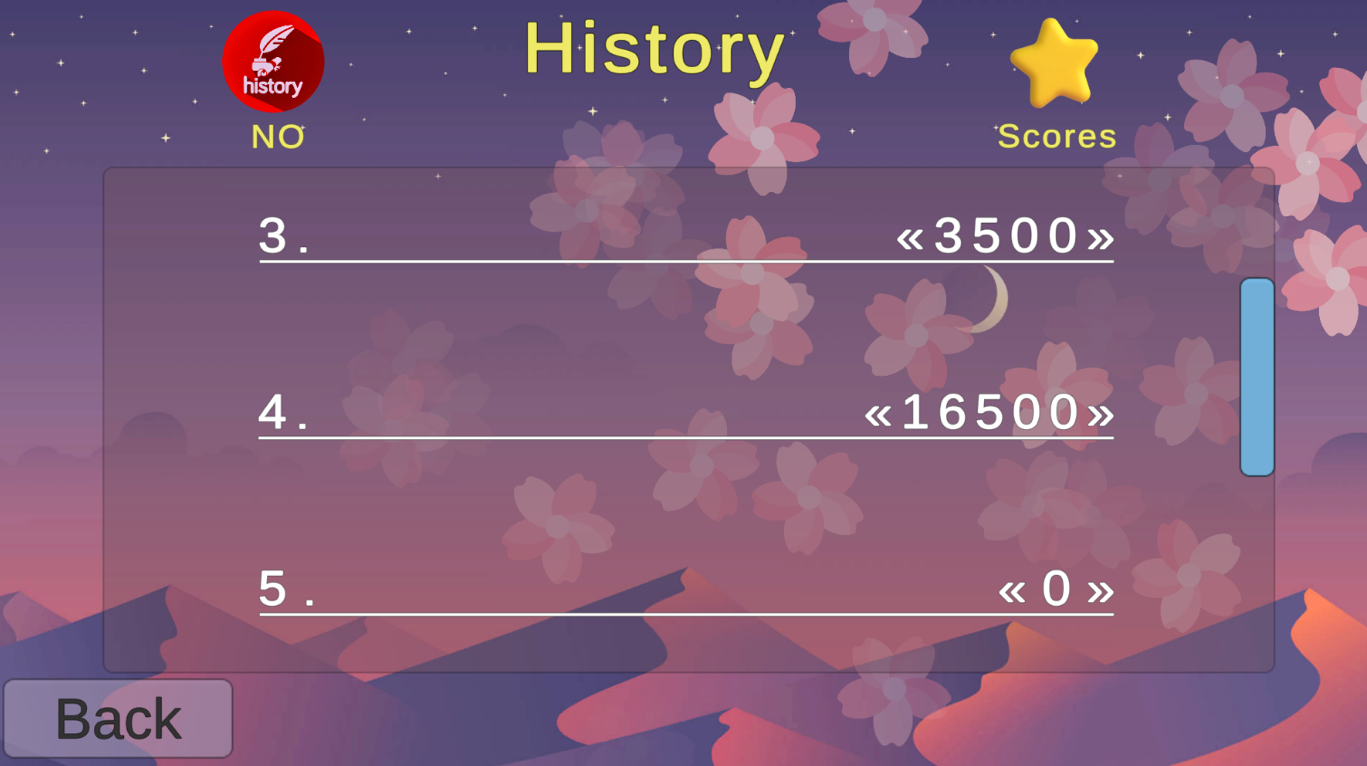 History
history
NO
Scores
3. «3500»
4. «16500»
5. «0»
Back